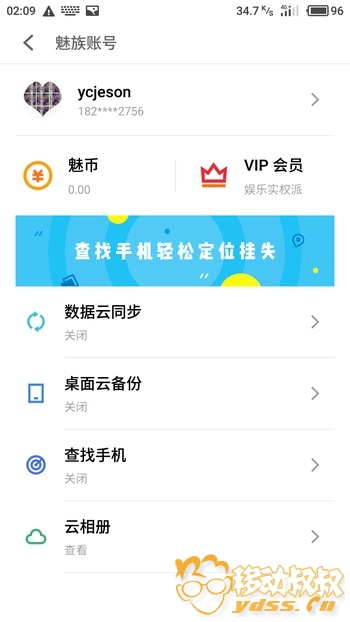 02:09 34.7 K/s 4G 96
魅族账号
ycjeson
182****2756
魅币 VIP 会员
0.00 娱乐实权派
查找手机轻松定位挂失
数据云同步
关闭
桌面云备份
关闭
查找手机
关闭
云相册
查看
移动叔叔
ydss.cn